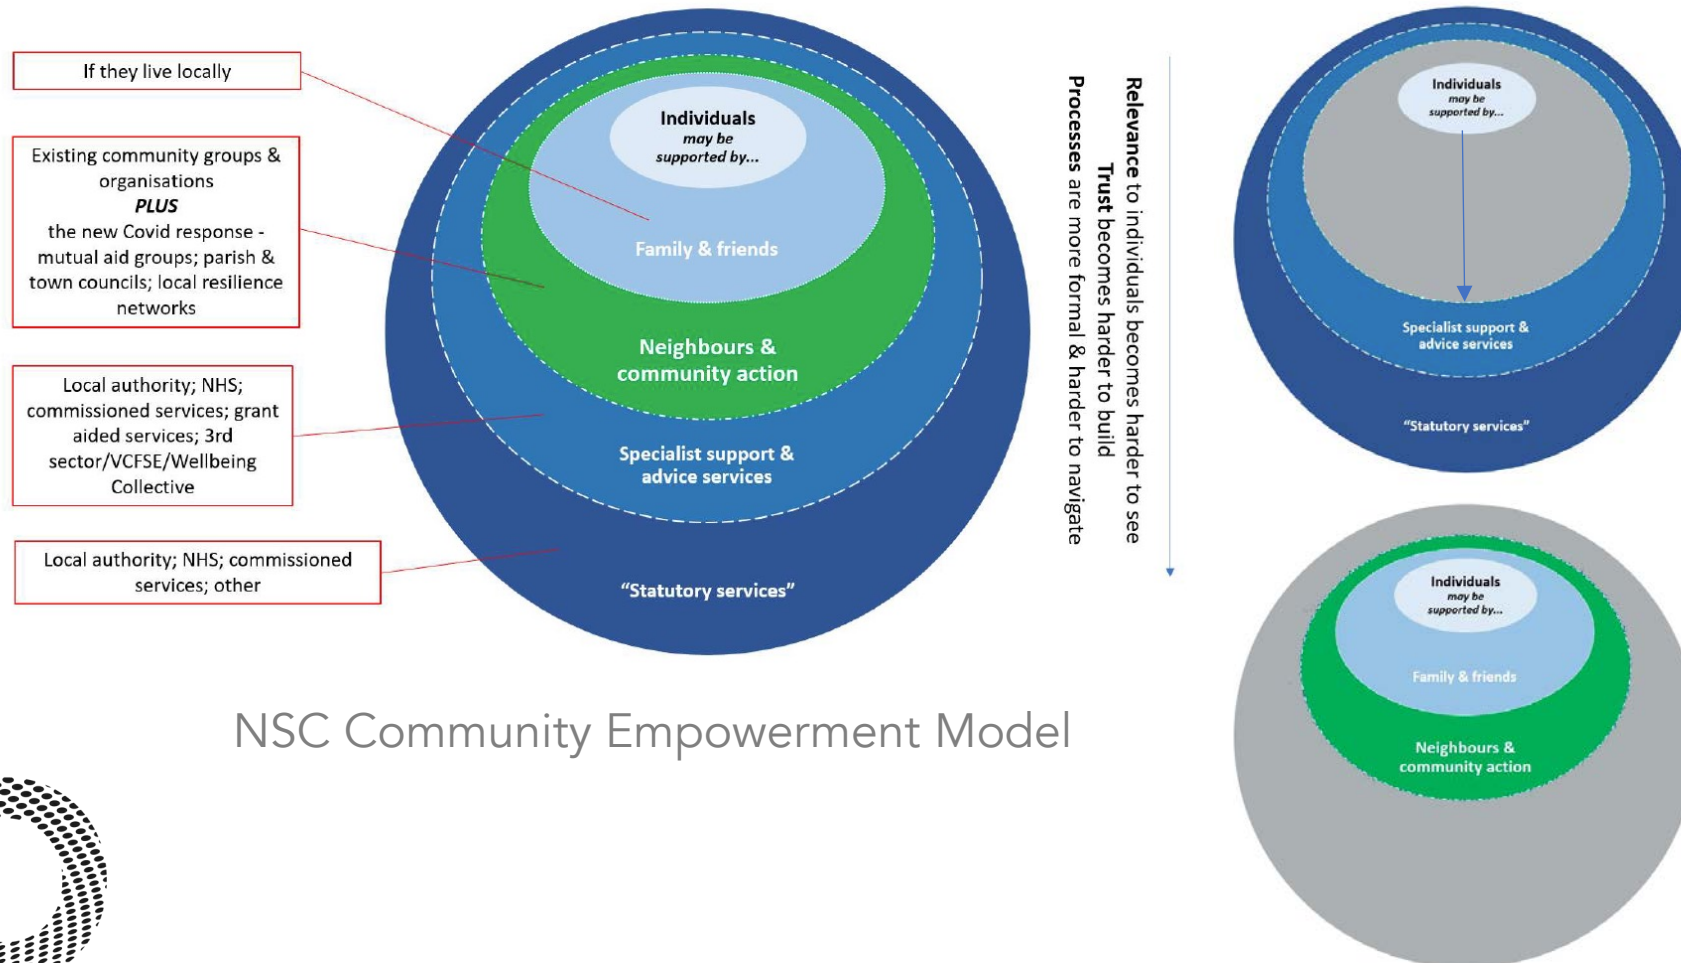 If they live locally
Existing community groups &
organisations
PLUS
the new Covid response -
mutual aid groups; parish &
town councils; local resilience
networks
Local authority; NHS;
commissioned services; grant
aided services; 3rd
sector/VCFSE/Wellbeing
Collective
Local authority; NHS; commissioned
services; other
Individuals
may be
supported by...
Family & friends
Neighbours &
community action
Specialist support &
advice services
“Statutory services”
Relevance to individuals becomes harder to see
Trust becomes harder to build
Processes are more formal & harder to navigate
Individuals
may be
supported by...
Specialist support &
advice services
“Statutory services”
Individuals
may be
supported by...
Family & friends
Neighbours &
community action
NSC Community Empowerment Model